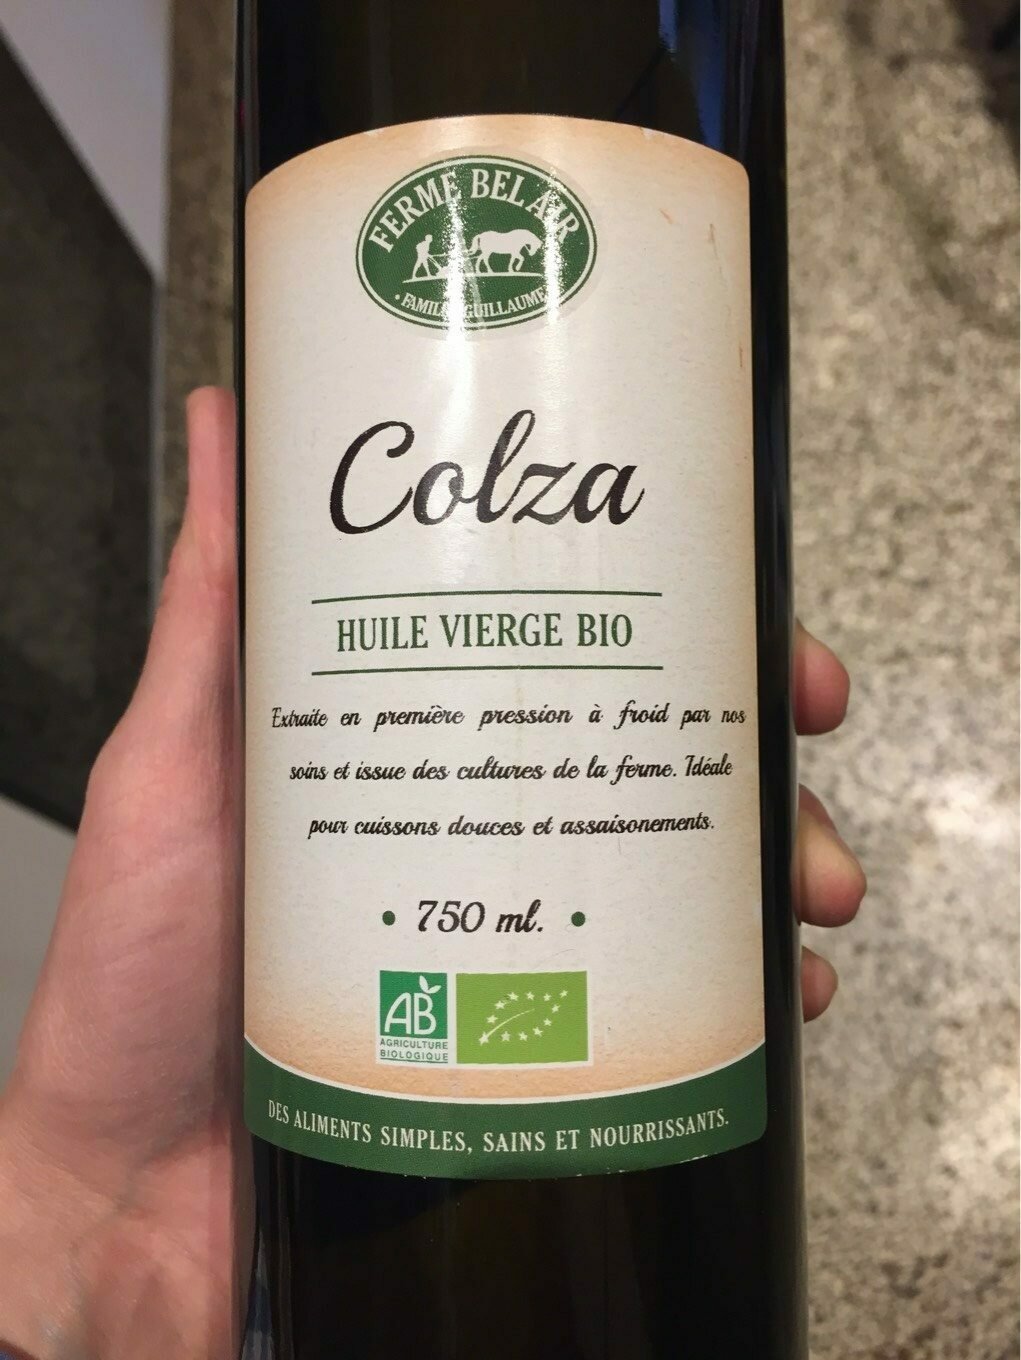 FERME BEL AIR
• FAMILLE GUILLAUME •
Colza
HUILE VIERGE BIO
Extraite en première pression à froid par nos
soins et issue des cultures de la ferme. Idéale
pour cuissons douces et assaisonements.
• 750 ml. •
AB
AGRICULTURE
BIOLOGIQUE
DES ALIMENTS SIMPLES, SAINS ET NOURRISSANTS.